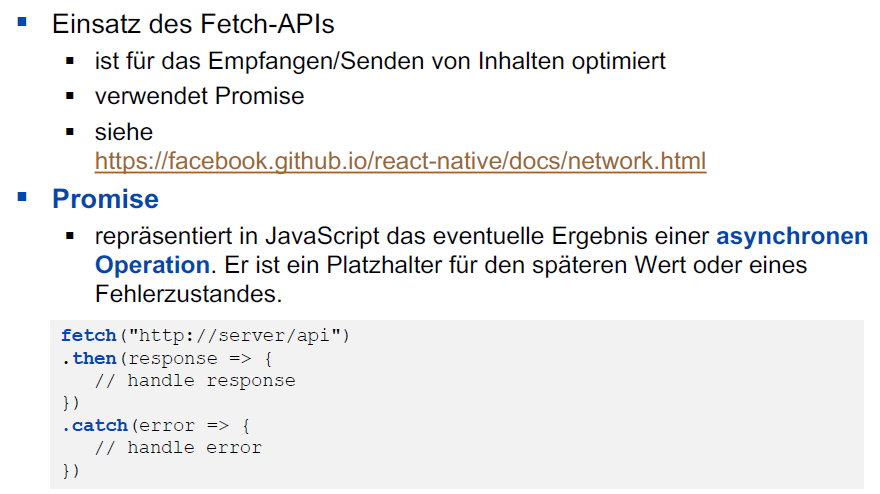 Einsatz des Fetch-APIs
ist für das Empfangen/Senden von Inhalten optimiert
verwendet Promise
siehe
https://facebook.github.io/react-native/docs/network.html
Promise
repräsentiert in JavaScript das eventuelle Ergebnis einer asynchronen
Operation. Er ist ein Platzhalter für den späteren Wert oder eines
Fehlerzustandes.
fetch("http://server/api")
.then(response => {
   // handle response
})
.catch(error => {
   // handle error
})